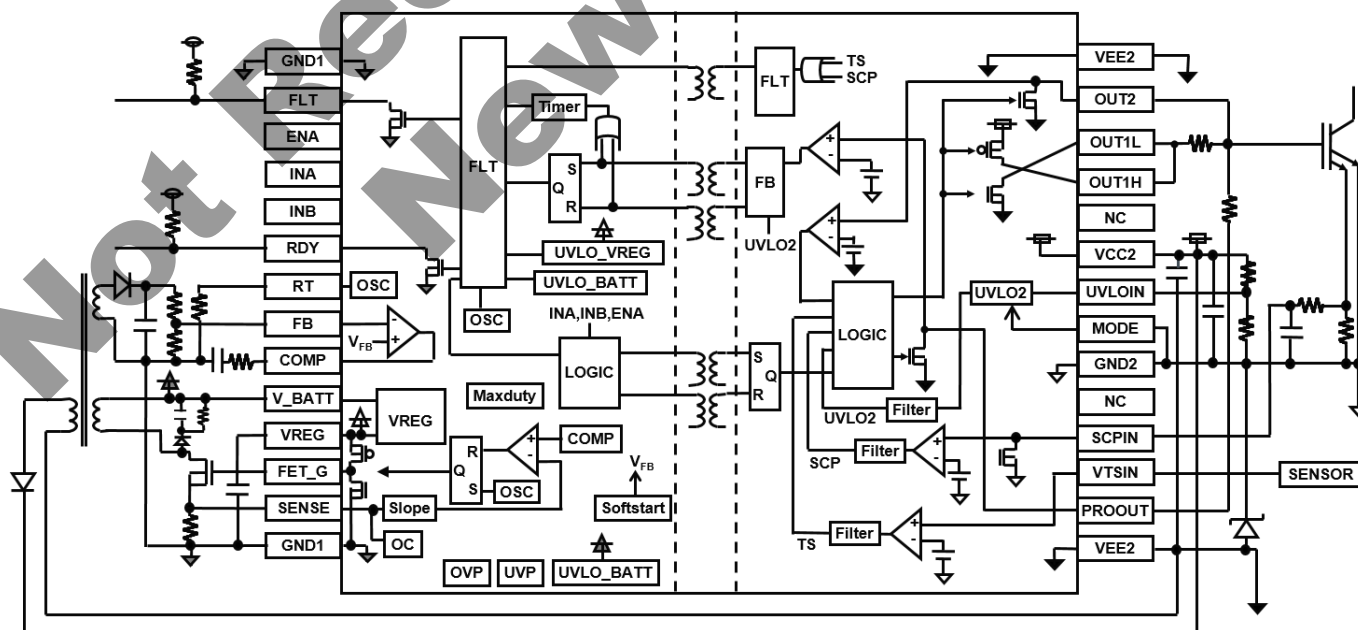 Not Re
New
GND1
FLT
ENA
INA
INB
RDY
RT
FB
COMP
V_BATT
VREG
FET_G
SENSE
GND1
FLT
Timer
S
Q
R
UVLO_VREG
UVLO_BATT
OSC
OSC
INA,INB,ENA
LOGIC
-
VFB
+
Maxduty
VREG
R
Q
S
OSC
+
-
COMP
Slope
OC
VFB
Softstart
OVP
UVP
UVLO_BATT
FLT
TS
SCP
FB
UVLO2
+
-
+
-
UVLO2
LOGIC
S
Q
R
UVLO2
Filter
SCP
Filter
+
-
TS
Filter
+
-
VEE2
OUT2
OUT1L
OUT1H
NC
VCC2
UVLOIN
MODE
GND2
NC
SCPIN
VTSIN
PROOUT
VEE2
SENSOR